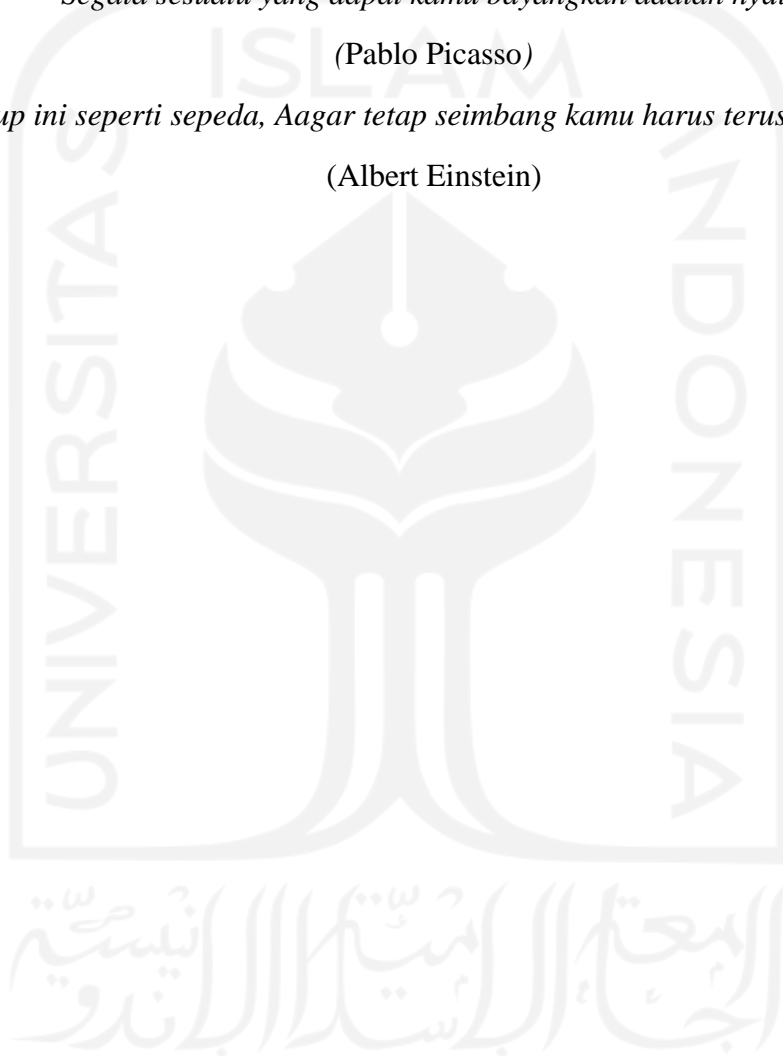 Segala sesuatu yang dapat kamu bayangkan adalah
(Pablo Picasso)
ini seperti sepeda, Aagar tetap seimbang kamu harus terus
(Albert Einstein)
ISLAM
UNIVERSITAS
INDONESIA